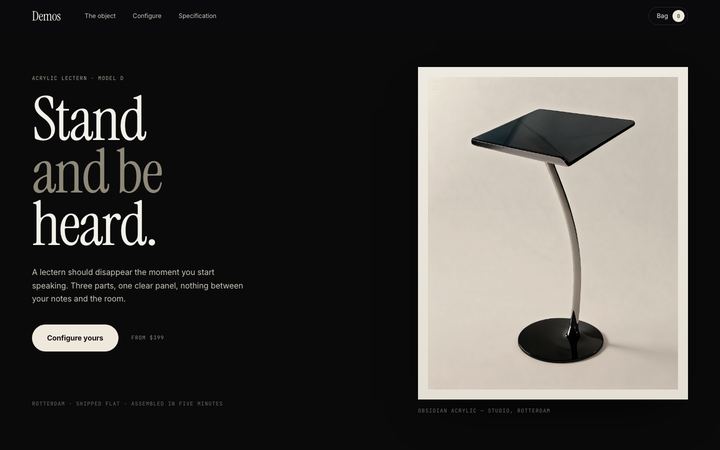 Demos
The object
Configure
Specification
Bag
0
ACRYLIC LECTERN · MODEL D
Stand
and be
heard.
A lectern should disappear the moment you start
speaking. Three parts, one clear panel, nothing between
your notes and the room.
Configure yours
FROM $399
ROTTERDAM · SHIPPED FLAT · ASSEMBLED IN FIVE MINUTES
OBSIDIAN ACRYLIC — STUDIO, ROTTERDAM